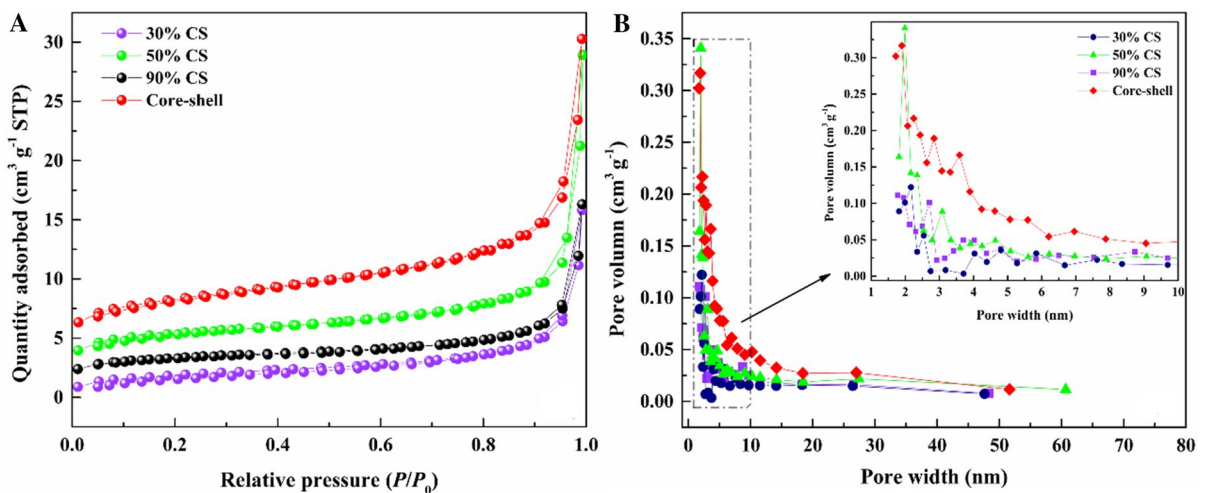 A
30% CS
50% CS
90% CS
Core-shell
Quantity adsorbed (cm³ g⁻¹ STP)
30
25
20
15
10
5
0
0.0 0.2 0.4 0.6 0.8 1.0
Relative pressure (P/P₀)
B
Pore volumn (cm³ g⁻¹)
0.35
0.30
0.25
0.20
0.15
0.10
0.05
0.00
0 10 20 30 40 50 60 70 80
Pore width (nm)
30% CS
50% CS
90% CS
Core-shell
Pore volumn (cm³ g⁻¹)
0.30
0.25
0.20
0.15
0.10
0.05
0.00
1 2 3 4 5 6 7 8 9 10
Pore width (nm)